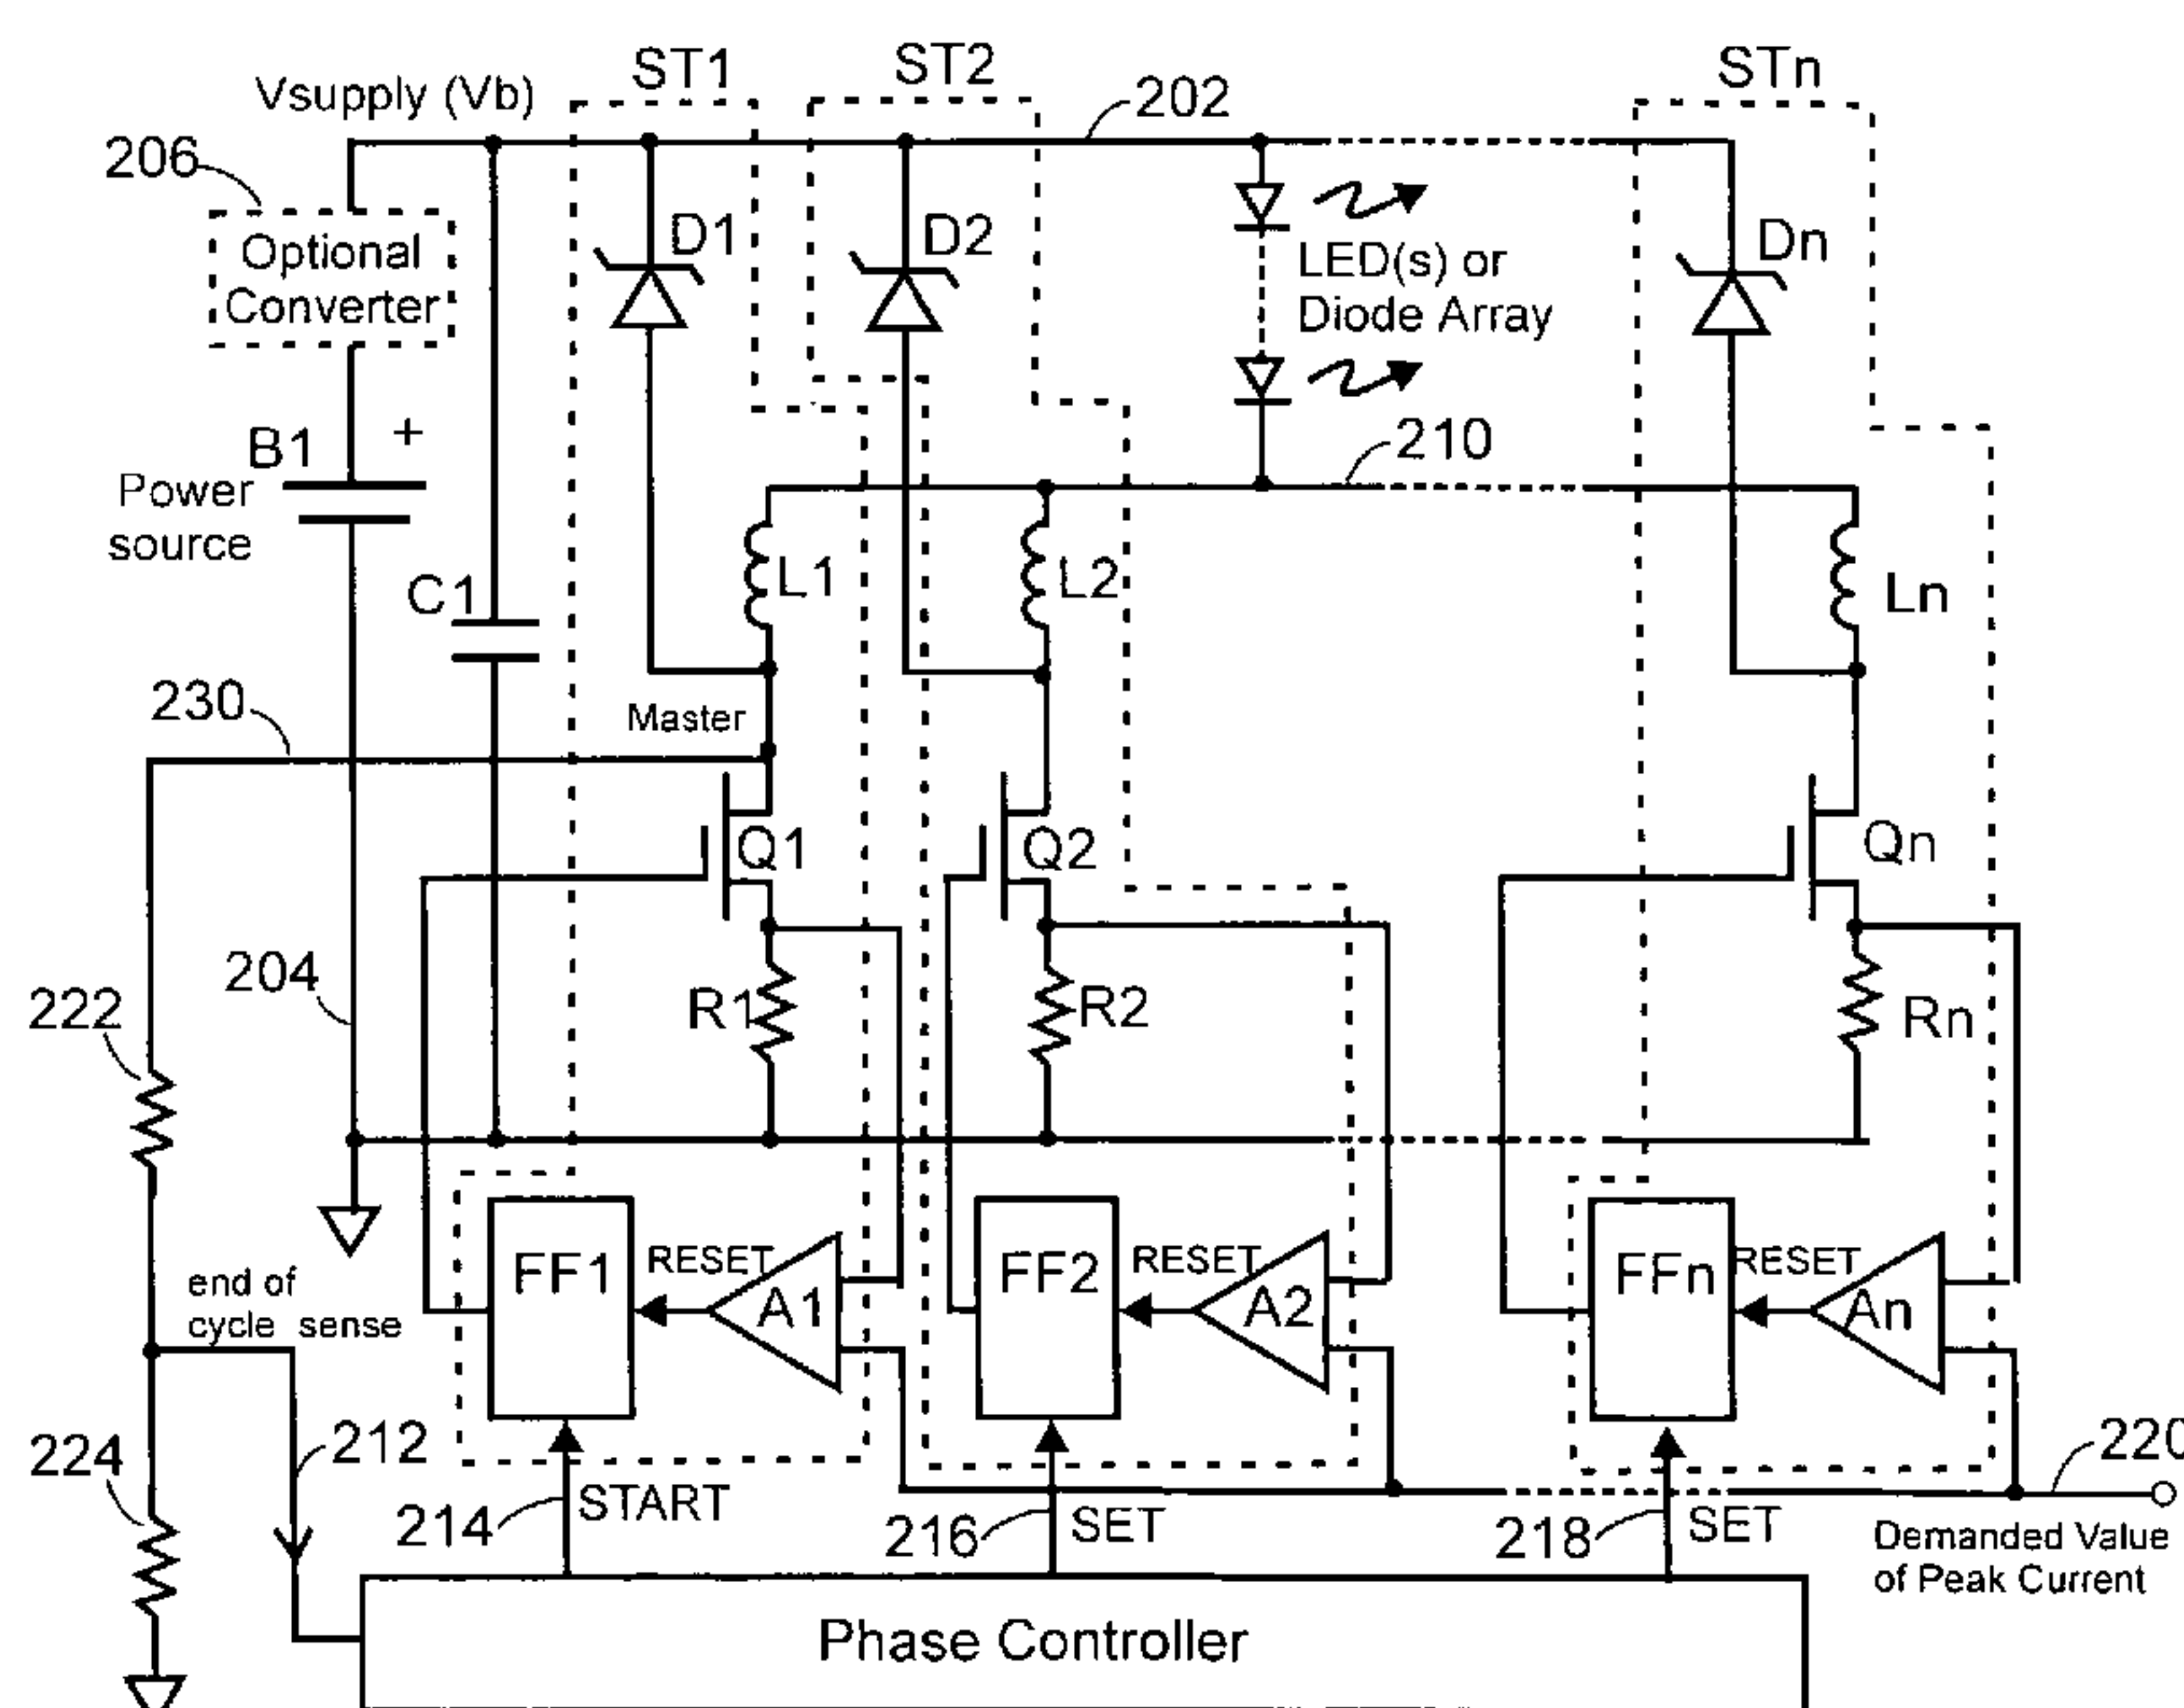 ST1
ST2
STn
Vsupply (Vb)
202
206
Optional
Converter
D1
D2
Dn
LED(s) or
Diode Array
B1
+
Power
source
210
L1
L2
Ln
C1
230
Master
Q1
Q2
Qn
204
222
R1
R2
Rn
end of
cycle sense
FF1
RESET
A1
FF2
RESET
A2
FFn
RESET
An
224
212
214
START
216
SET
218
SET
220
Demanded Value
of Peak Current
Phase Controller